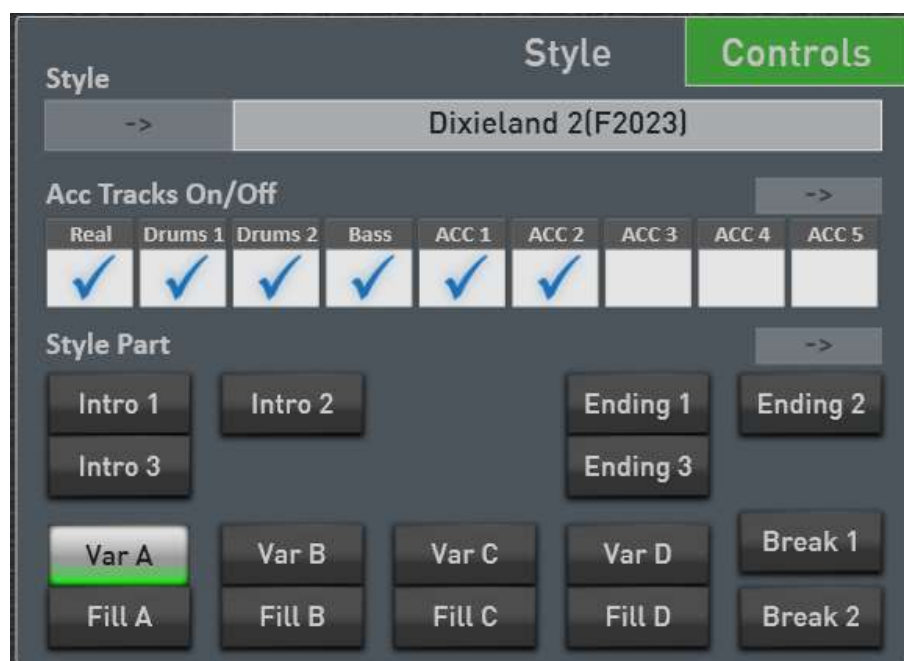 Style Controls
Style
-> Dixieland 2(F2023)
Acc Tracks On/Off ->
Real Drums 1 Drums 2 Bass ACC 1 ACC 2 ACC 3 ACC 4 ACC 5
Style Part ->
Intro 1 Intro 2 Ending 1 Ending 2
Intro 3 Ending 3
Var A Var B Var C Var D Break 1
Fill A Fill B Fill C Fill D Break 2